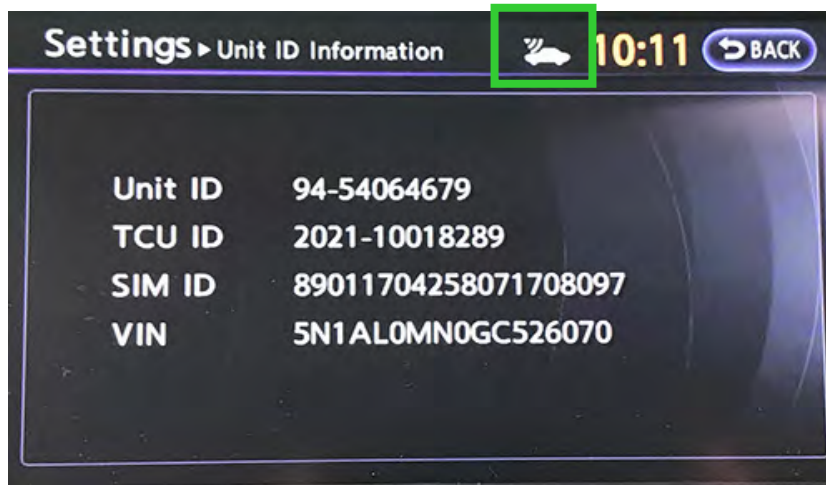 Settings ▸ Unit ID Information 10:11 BACK
Unit ID 94-54064679
TCU ID 2021-10018289
SIM ID 89011704258071708097
VIN 5N1AL0MN0GC526070